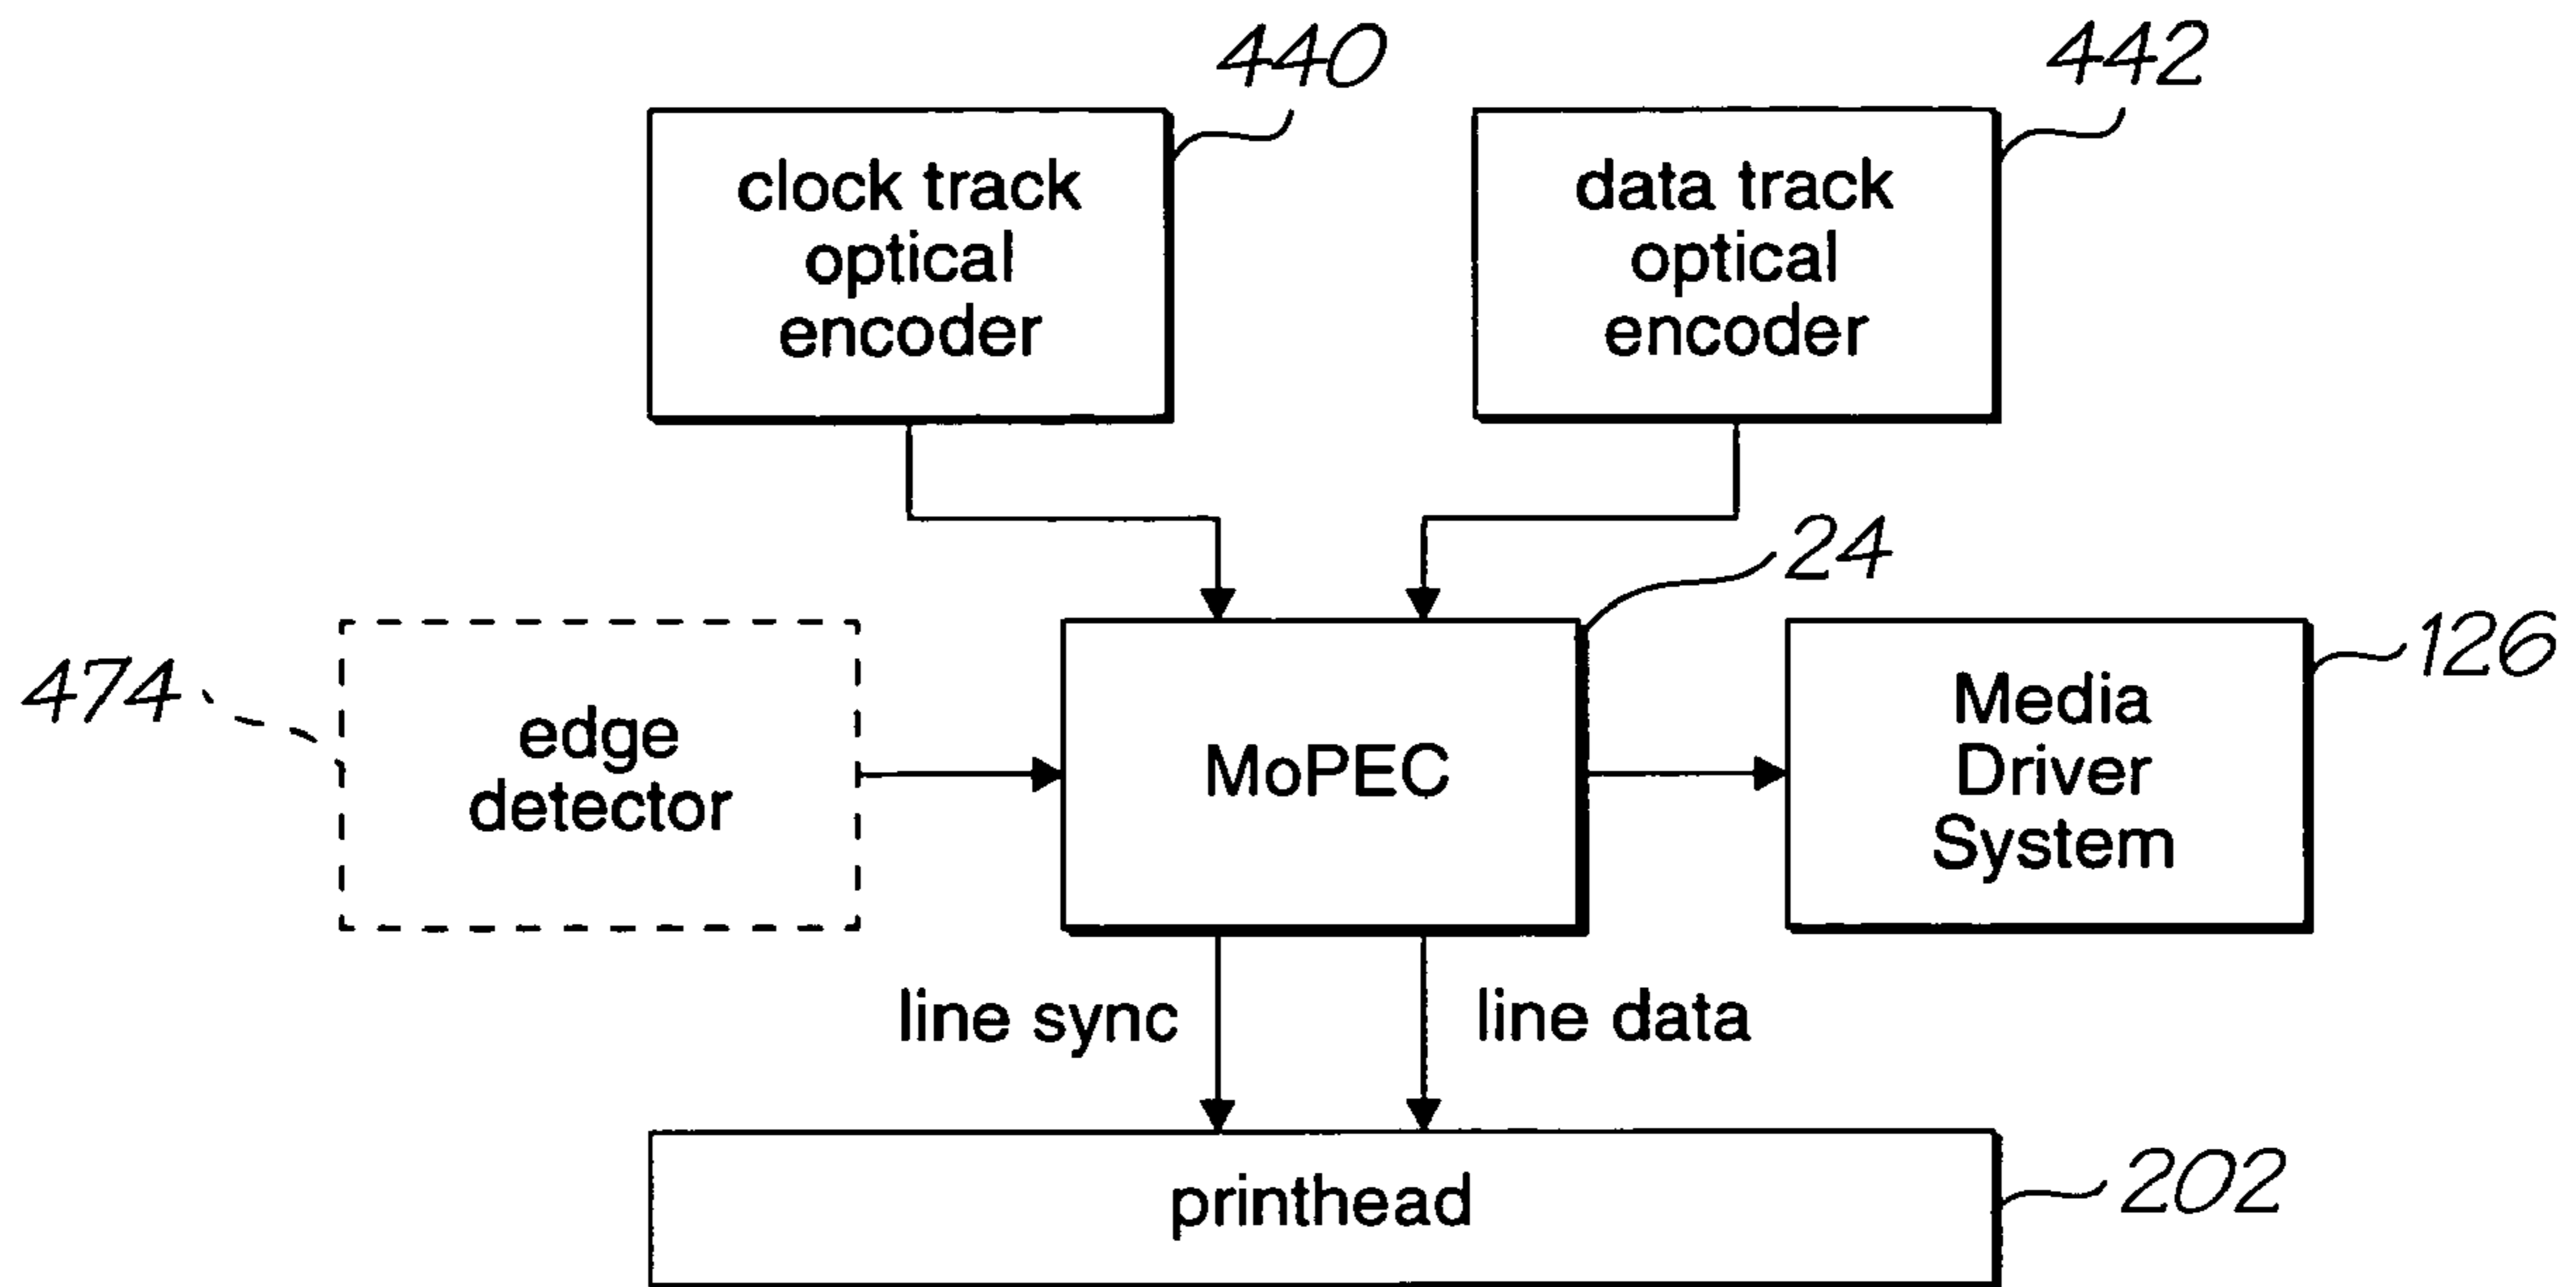 440
442
clock track
optical
encoder
data track
optical
encoder
24
474
edge
detector
MoPEC
Media
Driver
System
126
line sync
line data
printhead
202